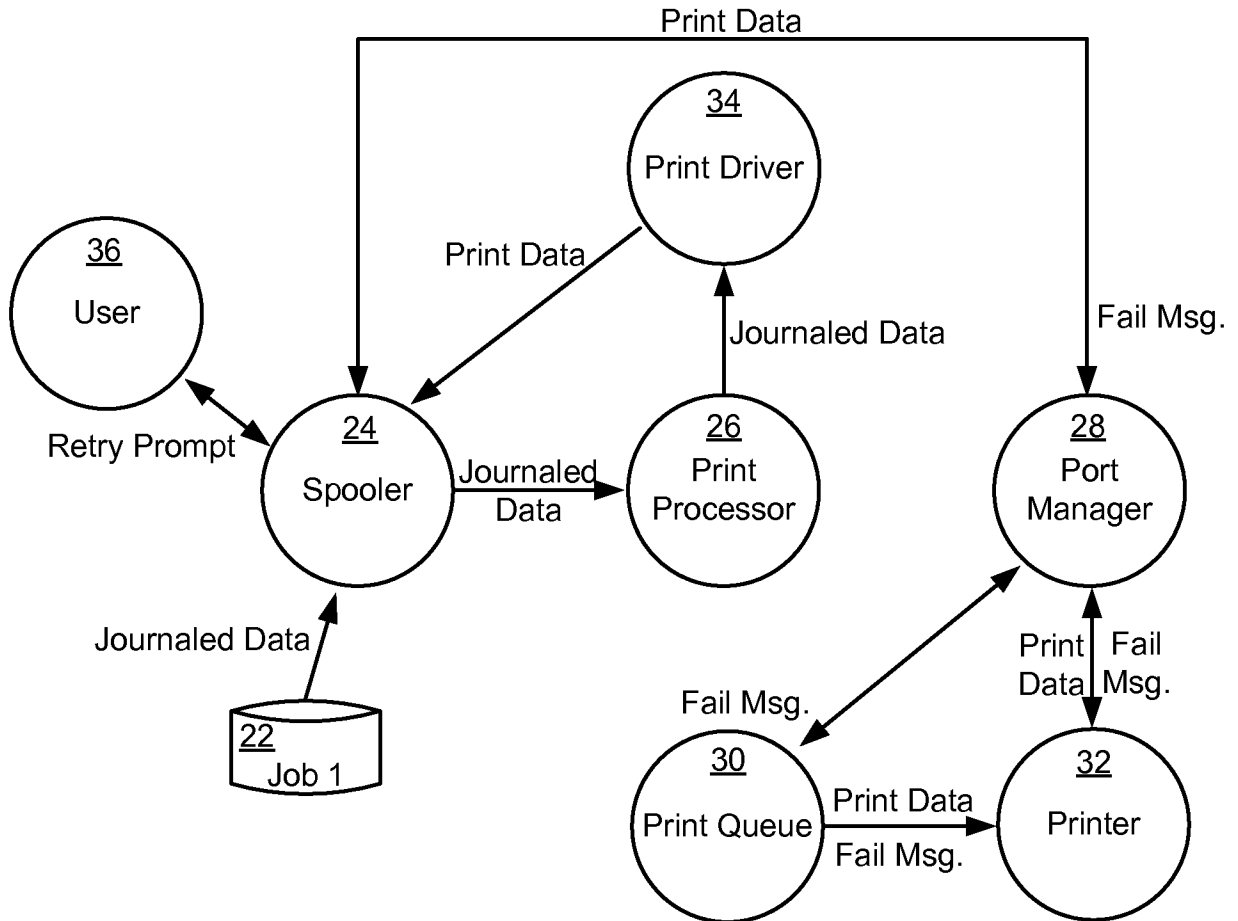 Print Data
34
Print Driver
Print Data
36
User
Journaled Data
Fail Msg.
Retry Prompt
24
Spooler
Journaled
Data
26
Print
Processor
28
Port
Manager
Journaled Data
Print
Data
Fail
Msg.
Fail Msg.
22
Job 1
30
Print Queue
Print Data
Fail Msg.
32
Printer